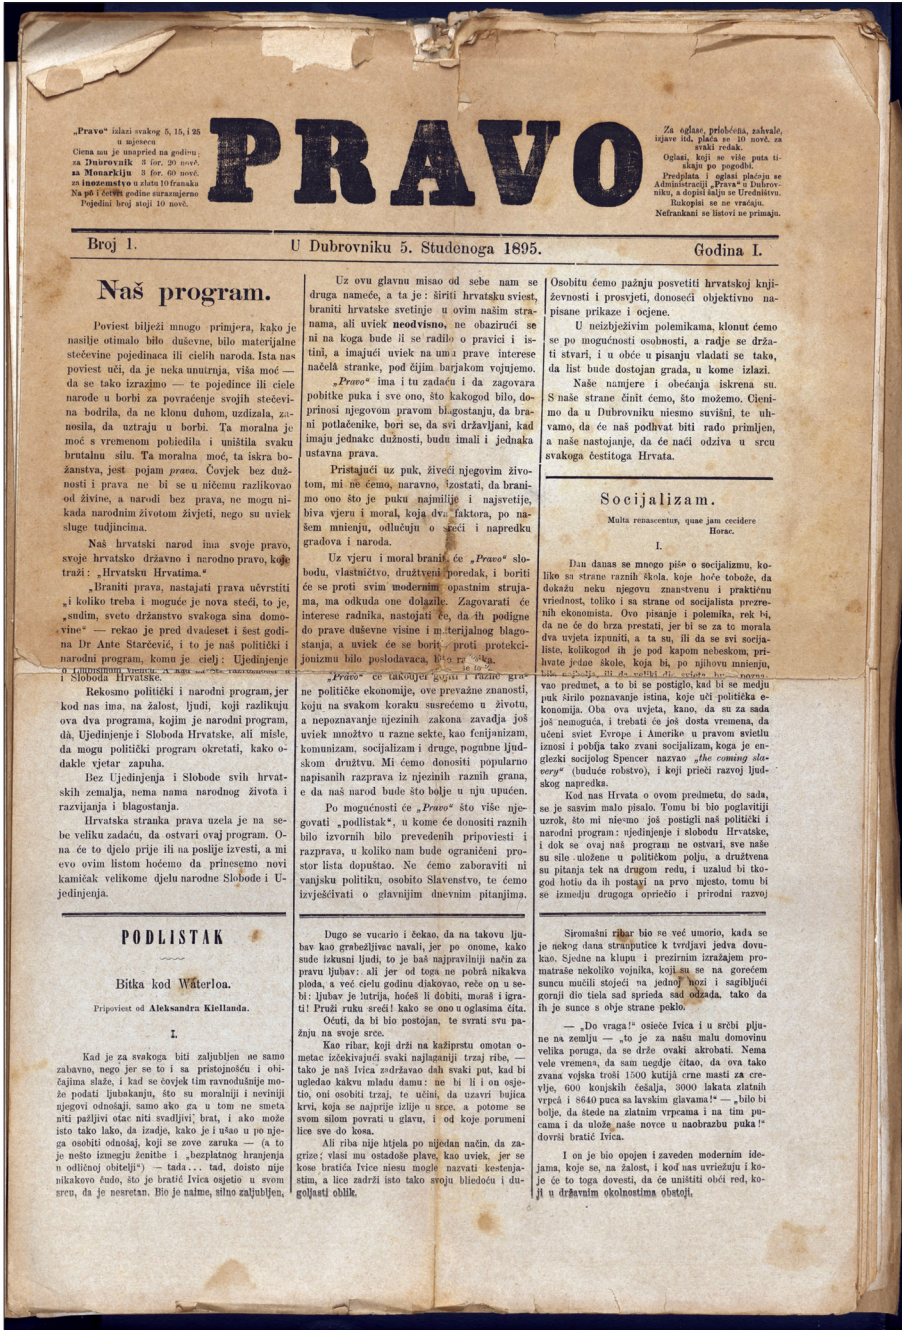 „Pravo" izlazi svakog 5, 15, i 25
u mjesecu
Ciena mu je unapried na godinu:
za Dubrovnik 3 for. 20 novč.
za Monarkiju 3 for. 60 novč.
za inozemstvo u zlatu 10 franaka
Na pô i četvrt godine surazmjerno
Pojedini broj stoji 10 novč.
PRAVO
Za oglase, priobćena, zahvale,
izjave itd, plaća se 10 novč. za
svaki redak.
Oglasi, koji se više puta ti-
skaju po pogodbi.
Predplata i oglasi plaćaju se
Administraciji „Prava" u Dubrov-
niku, a dopisi šalju se Uredništvu.
Rukopisi se ne vraćaju.
Nefrankani se listovi ne primaju.
Broj 1.
U Dubrovniku 5. Studenoga 1895.
Godina I.
Naš program.
Poviest bilježi mnogo primjera, kako je
nasilje otimalo bilo duševne, bilo materijalne
stečevine pojedinaca ili cielih naroda. Ista nas
poviest uči, da je neka unutrnja, viša moć —
da se tako izrazimo — te pojedince ili ciele
narode u borbi za povraćenje svojih stečevi-
na bodrila, da ne klonu duhom, uzdizala, za-
nosila, da uztraju u borbi. Ta moralna je
moć s vremenom pobiedila i uništila svaku
brutalnu silu. Ta moralna moć, ta iskra bo-
žanstva, jest pojam prava. Čovjek bez duž-
nosti i prava ne bi se u ničemu razlikovao
od živine, a narodi bez prava, ne mogu ni-
kada narodnim životom živjeti, nego su uviek
sluge tudjincima.
Naš hrvatski narod ima svoje pravo,
svoje hrvatsko državno i narodno pravo, koje
traži: „Hrvatsku Hrvatima."
„Braniti prava, nastajati prava učvrstiti
„i koliko treba i moguće je nova steći, to je,
„sudim, sveto državstvo svakoga sina domo-
vine" — rekao je pred dvadeset i šest godi-
na Dr Ante Starčević, i to je naš politički i
narodni program, komu je cielj: Ujedinjenje
i Sloboda Hrvatske.
Rekosmo politički i narodni program, jer
kod nas ima, na žalost, ljudi, koji razlikuju
ova dva programa, kojim je narodni program,
dà, Ujedinjenje i Sloboda Hrvatske, ali misle,
da mogu politički program okretati, kako o-
dakle vjetar zapuha.
Bez Ujedinjenja i Slobode svih hrvat-
skih zemalja, nema nama narodnog života i
razvijanja i blagostanja.
Hrvatska stranka prava uzela je na se-
be veliku zadaću, da ostvari ovaj program. O-
na će to djelo prije ili na poslije izvesti, a mi
evo ovim listom hoćemo da prinesemo novi
kamičak velikome djelu narodne Slobode i U-
jedinjenja.
Uz ovu glavnu misao od sebe nam se
druga nameće, a ta je: širiti hrvatsku sviest,
braniti hrvatske svetinje u ovim našim stra-
nama, ali uviek neodvisno, ne obazirući se
ni na koga bude li se radilo o pravici i ist-
ini, a imajući uviek na umu prave interese
načelâ stranke, pod čijim barjakom vojujemo.
„Pravo" ima i tu zadaću i da zagovara
pobitke puka i sve ono, što kakogod bilo, do-
prinosi njegovom pravom blagostanju, da bra-
ni potlačenike, bori se, da svi državljani, kad
imaju jednake dužnosti, budu imali i jednaka
ustavna prava.
Pristajući uz puk, živeći njegovim živo-
tom, mi ne ćemo, naravno, izostati, da brani-
mo ono što je puku najmilije i najsvetije,
biva vjeru i moral, koja dva faktora, po na-
šem mnienju, odlučuju o sreći i napredku
gradova i naroda.
Uz vjeru i moral branit će „Pravo" slo-
bodu, vlastničtvo, družtveni poredak, i boriti
će se proti svim modernim opastnim struja-
ma, ma odkuda one dolazile. Zagovarati će
interese radnika, nastojati će, da ih podigne
do prave duševne visine i materijalnog blago-
stanja, a uviek će se boriti proti protekci-
jonizmu bilo poslodavaca, bilo radnika.
„Pravo" će takodjer gojiti i razne gra-
ne političke ekonomije, ove prevažne znanosti,
koju na svakom koraku susrećemo u životu,
a nepoznavanje njezinih zakona zavadja još
uviek množtvo u razne sekte, kao fenijanizam,
komunizam, socijalizam i druge, pogubne ljud-
skom družtvu. Mi ćemo donositi popularno
napisanih razprava iz njezinih raznih grana,
e da naš narod bude što bolje u nju upućen.
Po mogućnosti će „Pravo" što više nje-
govati „podlistak", u kome će donositi raznih
bilo izvornih bilo prevedenih pripoviesti i
razprava, u koliko nam bude ograničeni pro-
stor lista dopuštao. Ne ćemo zaboraviti ni
vanjsku politiku, osobito Slavenstvo, te ćemo
izvješćivati o glavnijim dnevnim pitanjima.
Osobitu ćemo pažnju posvetiti hrvatskoj knji-
ževnosti i prosvjeti, donoseći objektivno na-
pisane prikaze i ocjene.
U neizbježivim polemikama, klonut ćemo
se po mogućnosti osobnosti, a radje se drža-
ti stvari, i u obće u pisanju vladati se tako,
da list bude dostojan grada, u kome izlazi.
Naše namjere i obećanja iskrena su.
S naše strane činit ćemo, što možemo. Cieni-
mo da u Dubrovniku niesmo suvišni, te uh-
vamo, da će naš podhvat biti rado primljen,
a naše nastojanje, da će naći odziva u srcu
svakoga čestitoga Hrvata.
Socijalizam.
Multa renascentur, quae jam cecidere
Horac.
I.
Dan danas se mnogo piše o socijalizmu, ko-
liko sa strane raznih škola, koje hoće tobože, da
dokažu neku njegovu znanstvenu i praktičnu
vriednost, toliko i sa strane od socijalista prezre-
nih ekonomista. Ovo pisanje i polemika, rek bi,
da ne će do brza prestati, jer bi se za to morala
dva uvjeta izpuniti, a ta su, ili da se svi socija-
liste, kolikogod ih je pod kapom nebeskom, pri-
hvate jedne škole, koja bi, po njihovu mnienju,
vao predmet, a to bi se postiglo, kad bi se medju
puk širilo poznavanje istina, koje uči politička e-
konomija. Oba ova uvjeta, kano, da su za sada
još nemoguća, i trebati će još dosta vremena, da
učeni sviet Evrope i Amerike u pravom svietlu
iznosi i pobija tako zvani socijalizam, koga je en-
glezki socijolog Spencer nazvao „the coming sla-
very" (buduće robstvo), i koji prieči razvoj ljud-
skog napredka.
Kod nas Hrvata o ovom predmetu, do sada,
se je sasvim malo pisalo. Tomu bi bio poglavitiji
uzrok, što mi niesmo još postigli naš politički i
narodni program: ujedinjenje i slobodu Hrvatske,
i dok se ovaj naš program ne ostvari, sve naše
su sile uložene u političkom polju, a družtvena
su pitanja tek na drugom redu, i uzalud bi tko-
god hotio da ih postavi na prvo mjesto, tomu bi
se izmedju drugoga opriečio i prirodni razvoj
PODLISTAK
Bitka kod Waterloa.
Pripoviest od Aleksandra Kiellanda.
I.
Kad je za svakoga biti zaljubljen ne samo
zabavno, nego jer se to i sa pristojnošću i obi-
čajima slaže, i kad se čovjek tim ravnodušnije mo-
že podati ljubakanju, što su moralniji i neviniji
njegovi odnošaji, samo ako ga u tom ne smeta
niti pažljivi otac niti svadljivi brat, i ako može
isto tako lako, da izadje, kako je i ušao u po nje-
ga osobiti odnošaj, koji se zove zaruka — (a to
je nešto izmegju ženitbe i „bezplatnog hranjenja
u odličnoj obitelji") — tada... tad, doisto nije
nikakovo čudo, što je bratić Ivica osjetio u svom
srcu, da je nesretan. Bio je naime, silno zaljubljen,
Dugo se vucario i čekao, da na takovu lju-
bav kao grabežljivac navali, jer po onome, kako
sude izkusni ljudi, to je baš najpravilniji način za
pravu ljubav: ali jer od toga ne pobrâ nikakva
ploda, a već cielu godinu djakovao, reče on u se-
bi: ljubav je lutrija, hoćeš li dobiti, moraš i igra-
ti! Pruži ruku sreći! kako se ono u oglasima čita.
Oćuti, da bi bio postojan, te svrati svu pa-
žnju na svoje srce.
Kao ribar, koji drži na kažiprstu omotan o-
metac izčekivajući svaki najlaganiji trzaj ribe, —
tako je naš Ivica zadržavao dah svaki put, kad bi
ugledao kakvu mladu damu: ne bi li i on osje-
tio, oni osobiti trzaj, te učini, da uzavri bujica
krvi, koja se najprije izlije u srce, a potome se
svom silom povrati u glavu, i od koje porumeni
lice sve do kosa.
Ali riba nije htjela po nijedan način, da za-
grize; vlasi mu ostadoše plave, kao uviek, jer se
kose bratića Ivice niesu mogle nazvati kestenja-
stim, a lice zadrži isto tako svoju bliedoću i du-
goljasti oblik.
Siromašni ribar bio se već umorio, kada se
je nekog dana stranputice k tvrdjavi jedva dovu-
kao. Sjedne na klupu i prezirnim izražajem pro-
matraše nekoliko vojnika, koji su se na gorećem
suncu mučili stojeći na jednoj nozi i sagibljući
gornji dio tiela sad sprieda sad odzada, tako da
ih je sunce s obje strane peklo.
— „Do vraga!" osieće Ivica i u srčbi plju-
ne na zemlju — „to je za našu malu domovinu
velika poruga, da se drže ovaki akrobati. Nema
vele vremena, da sam negdje čitao, da ova tako
zvana vojska troši 1500 kutijâ crne masti za cre-
vlje, 600 konjskih češalja, 3000 lakata zlatnih
vrpcâ i 8640 puca sa lavskim glavama!" — „bilo bi
bolje, da štede na zlatnim vrpcama i na tim pu-
cama i da ulože naše novce u naobrazbu puka!"
dovrši bratić Ivica.
I on je bio opojen i zaveden modernim ide-
jama, koje se, na žalost, i kod nas uvriežuju i ko-
je će to toga dovesti, da će uništiti obći red, ko-
ji u državnim okolnostima obstoji.